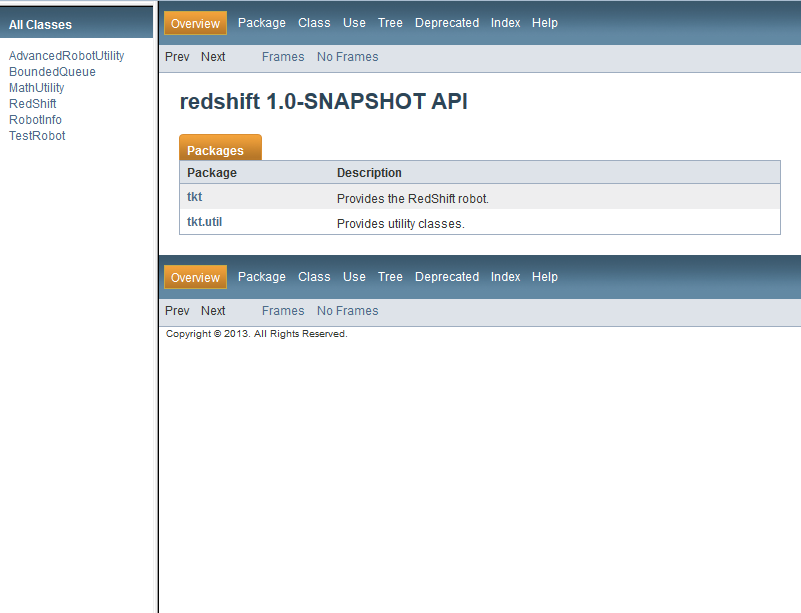 All Classes
AdvancedRobotUtility
BoundedQueue
MathUtility
RedShift
RobotInfo
TestRobot
Overview Package Class Use Tree Deprecated Index Help
Prev Next Frames No Frames
redshift 1.0-SNAPSHOT API
Packages
Package Description
tkt Provides the RedShift robot.
tkt.util Provides utility classes.
Overview Package Class Use Tree Deprecated Index Help
Prev Next Frames No Frames
Copyright © 2013. All Rights Reserved.